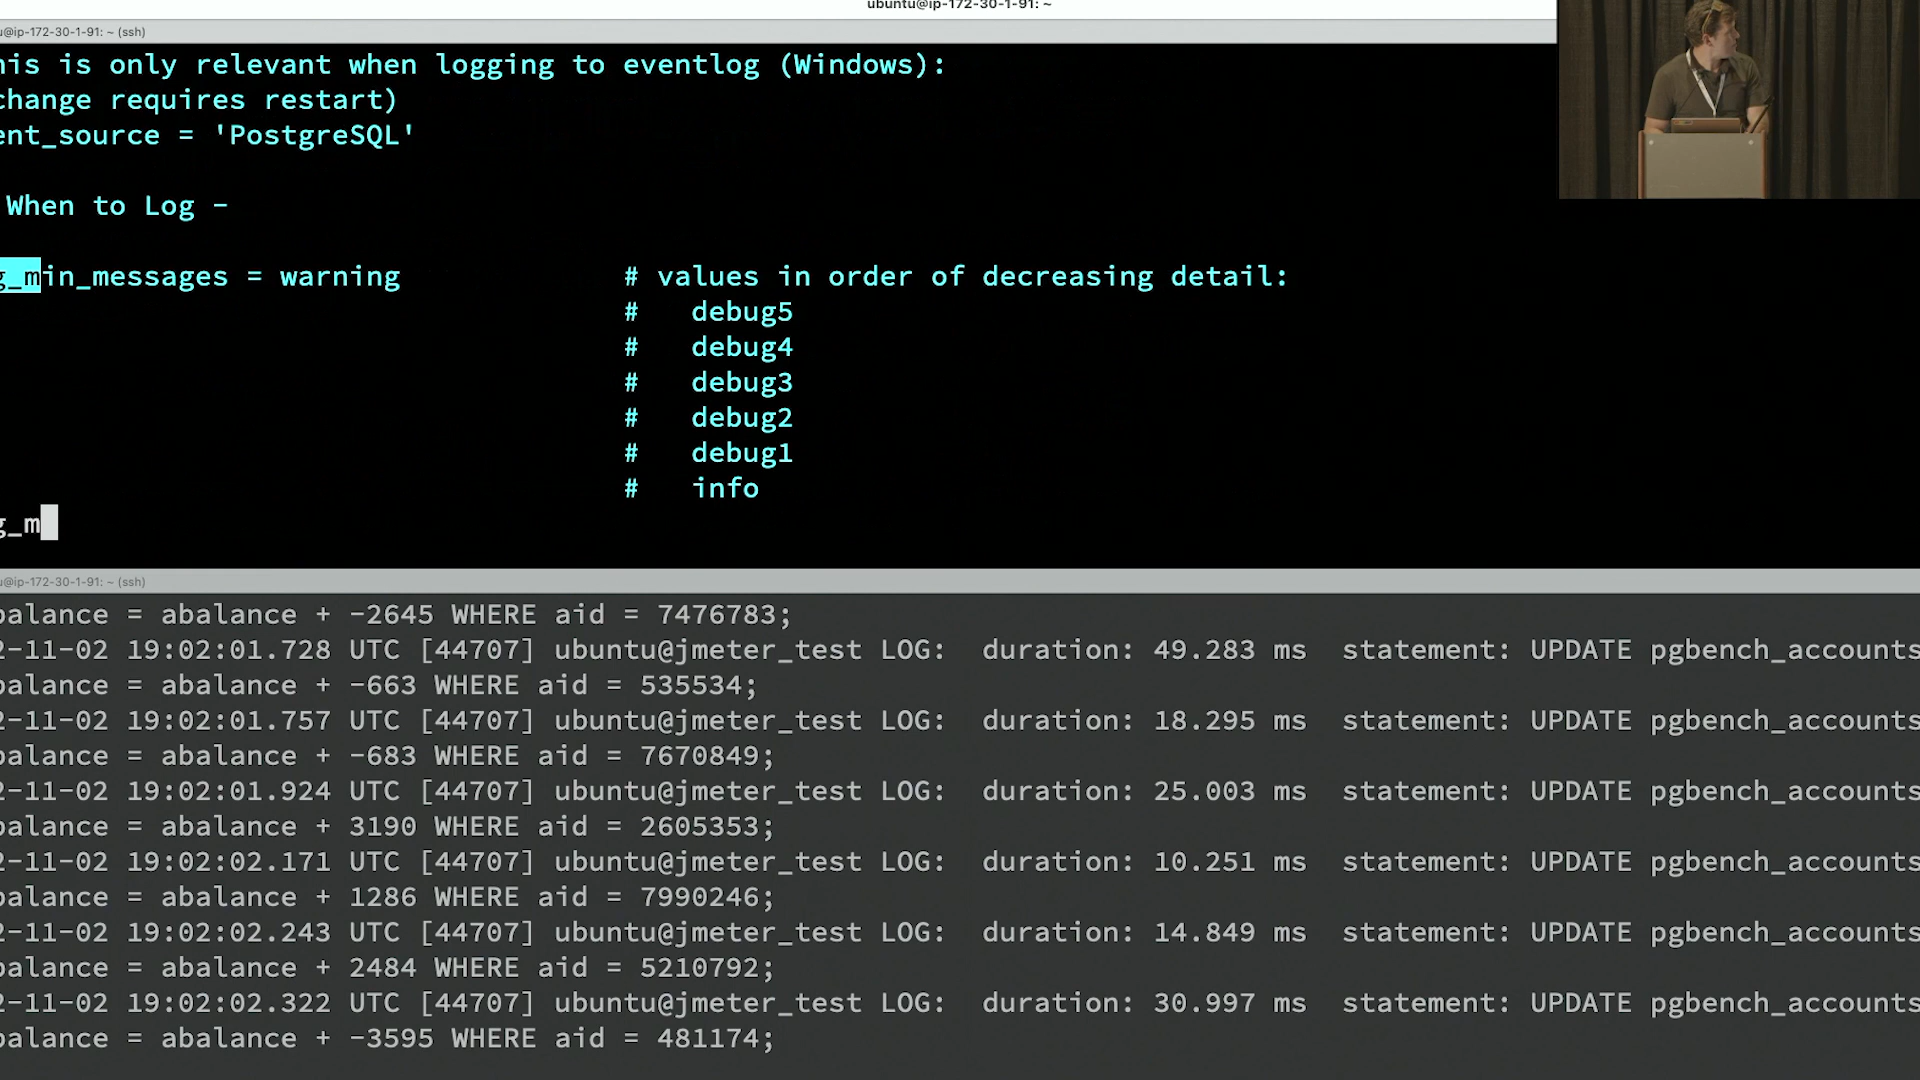 ubuntu@ip-172-30-1-91: ~
u@ip-172-30-1-91: ~ (ssh)
his is only relevant when logging to eventlog (Windows):
change requires restart)
ent_source = 'PostgreSQL'
When to Log -
g_min_messages = warning # values in order of decreasing detail:
# debug5
# debug4
# debug3
# debug2
# debug1
# info
g_m
u@ip-172-30-1-91: ~ (ssh)
balance = abalance + -2645 WHERE aid = 7476783;
2-11-02 19:02:01.728 UTC [44707] ubuntu@jmeter_test LOG:  duration: 49.283 ms  statement: UPDATE pgbench_accounts
balance = abalance + -663 WHERE aid = 535534;
2-11-02 19:02:01.757 UTC [44707] ubuntu@jmeter_test LOG:  duration: 18.295 ms  statement: UPDATE pgbench_accounts
balance = abalance + -683 WHERE aid = 7670849;
2-11-02 19:02:01.924 UTC [44707] ubuntu@jmeter_test LOG:  duration: 25.003 ms  statement: UPDATE pgbench_accounts
balance = abalance + 3190 WHERE aid = 2605353;
2-11-02 19:02:02.171 UTC [44707] ubuntu@jmeter_test LOG:  duration: 10.251 ms  statement: UPDATE pgbench_accounts
balance = abalance + 1286 WHERE aid = 7990246;
2-11-02 19:02:02.243 UTC [44707] ubuntu@jmeter_test LOG:  duration: 14.849 ms  statement: UPDATE pgbench_accounts
balance = abalance + 2484 WHERE aid = 5210792;
2-11-02 19:02:02.322 UTC [44707] ubuntu@jmeter_test LOG:  duration: 30.997 ms  statement: UPDATE pgbench_accounts
balance = abalance + -3595 WHERE aid = 481174;